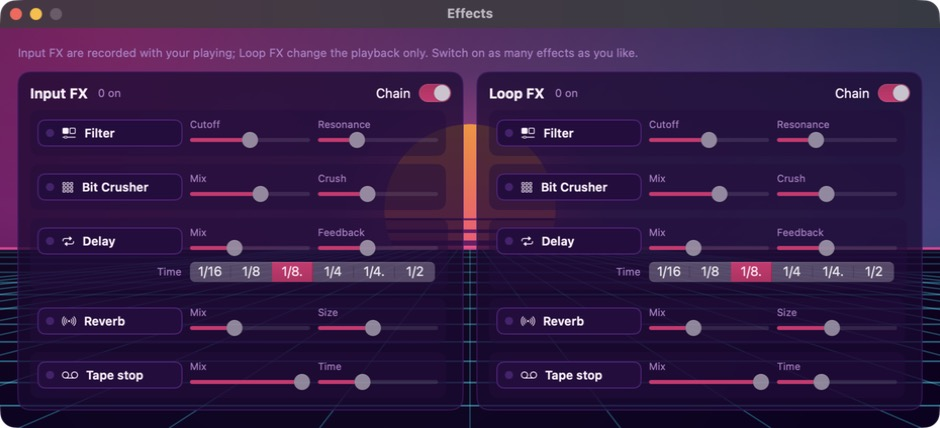 Effects
Input FX are recorded with your playing; Loop FX change the playback only. Switch on as many effects as you like.
Input FX 0 on Chain
Filter Cutoff Resonance
Bit Crusher Mix Crush
Delay Mix Feedback
Time 1/16 1/8 1/8. 1/4 1/4. 1/2
Reverb Mix Size
Tape stop Mix Time
Loop FX 0 on Chain
Filter Cutoff Resonance
Bit Crusher Mix Crush
Delay Mix Feedback
Time 1/16 1/8 1/8. 1/4 1/4. 1/2
Reverb Mix Size
Tape stop Mix Time